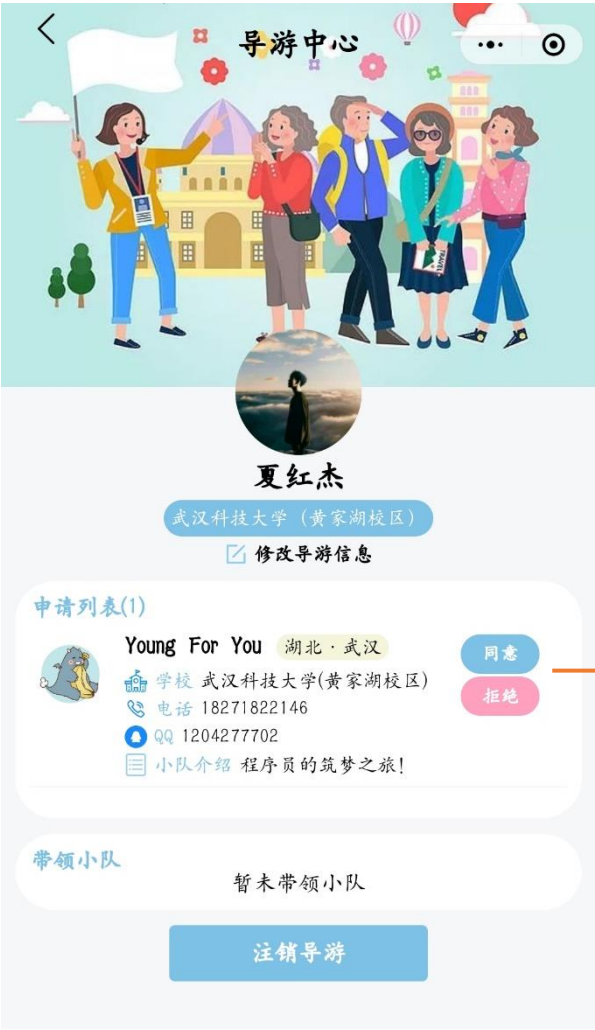 导游中心
TRAVEL
夏红杰
武汉科技大学（黄家湖校区）
修改导游信息
申请列表(1)
Young For You 湖北·武汉
同意
学校 武汉科技大学(黄家湖校区)
拒绝
电话 18271822146
QQ 1204277702
小队介绍 程序员的筑梦之旅!
带领小队
暂未带领小队
注销导游